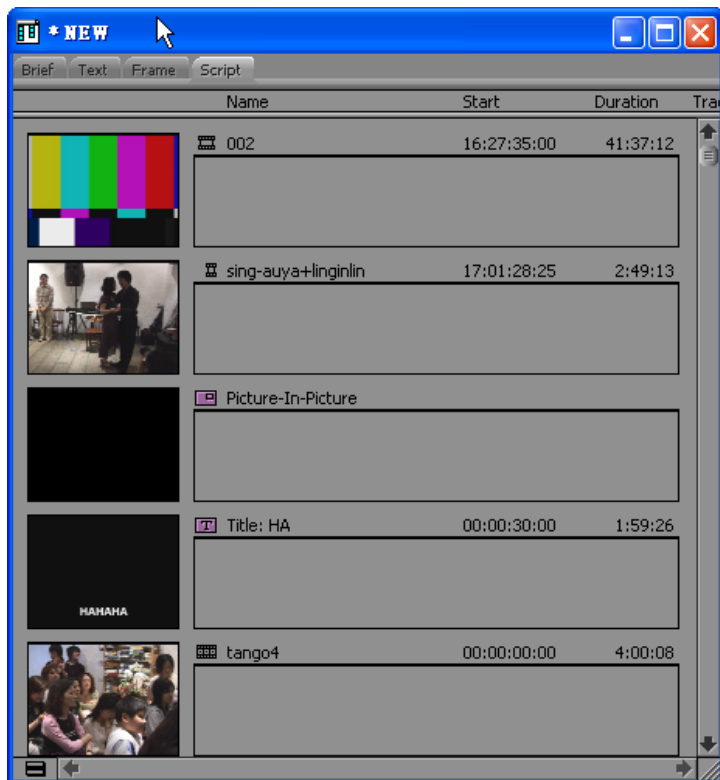 * NEW
Brief Text Frame Script
Name Start Duration
002 16:27:35:00 41:37:12
sing-auya+linginlin 17:01:28:25 2:49:13
Picture-In-Picture
T Title: HA 00:00:30:00 1:59:26
HAHAHA
tango4 00:00:00:00 4:00:08